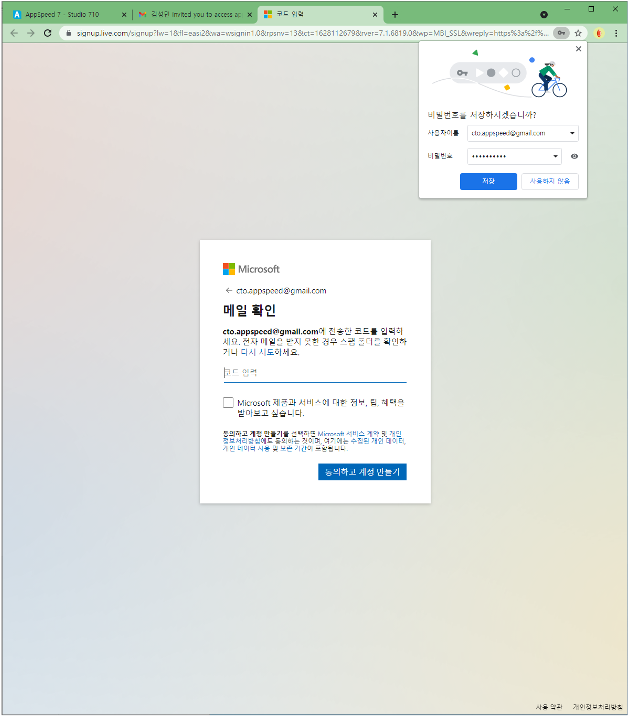 AppSpeed 7 - Studio 710
김성민 invited you to access ap
코드 입력
signup.live.com/signup?lw=1&fl=easi2&wa=wsignin1.0&rpsnv=13&ct=1628112679&rver=7.1.6819.0&wp=MBI_SSL&wreply=https%3a%2f%...
비밀번호를 저장하시겠습니까?
사용자이름 cto.appspeed@gmail.com
비밀번호 ••••••••••
저장 사용하지 않음
Microsoft
cto.appspeed@gmail.com
메일 확인
cto.appspeed@gmail.com에 전송한 코드를 입력하
세요. 전자 메일을 받지 못한 경우 스팸 폴더를 확인하
거나 다시 시도하세요.
코드 입력
Microsoft 제품과 서비스에 대한 정보, 팁, 혜택을
받아보고 싶습니다.
동의하고 계정 만들기를 선택하면 Microsoft 서비스 계약 및 개인
정보처리방침에도 동의하는 것이며, 여기에는 수집된 개인 데이터,
개인 데이터 사용 및 보존 기간이 포함됩니다.
동의하고 계정 만들기
사용 약관 개인정보처리방침